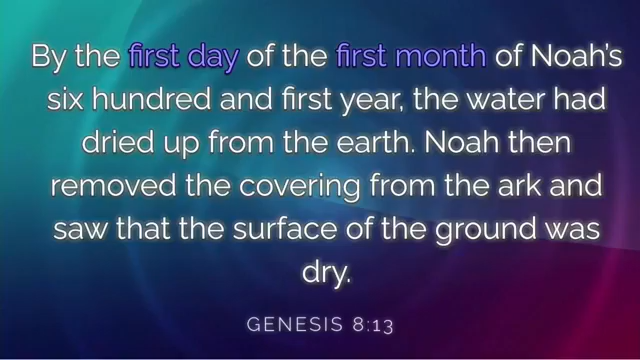 By the first day of the first month of Noah's
six hundred and first year, the water had
dried up from the earth. Noah then
removed the covering from the ark and
saw that the surface of the ground was
dry.
GENESIS 8:13